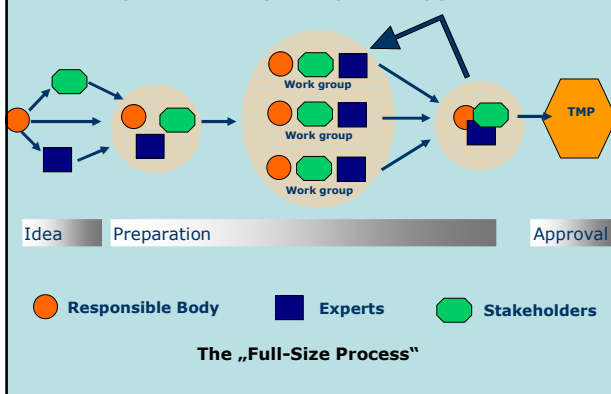 Work group
TMP
Work group
Work group
Idea
Preparation
Approval
Responsible Body
Experts
Stakeholders
The „Full-Size Process“